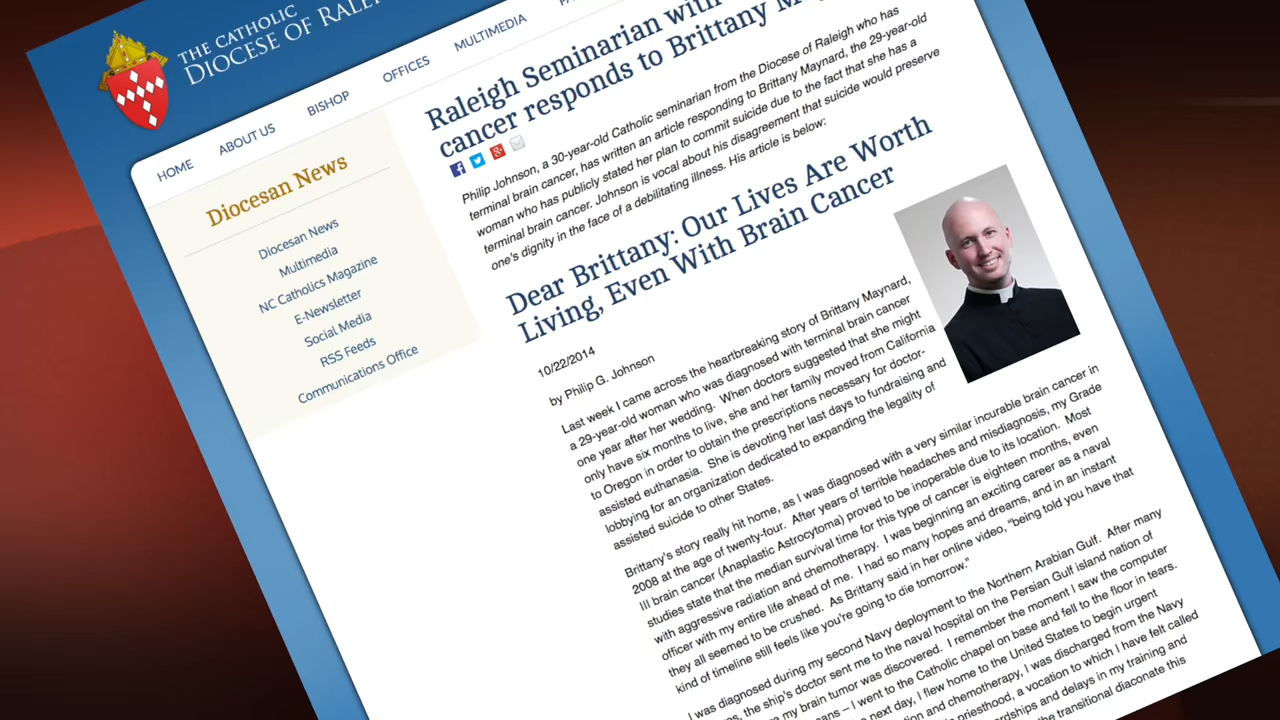 THE CATHOLIC
DIOCESE OF
HOME
ABOUT US
BISHOP
OFFICES
MULTIMEDIA
Diocesan News
Diocesan News
Multimedia
NC Catholics Magazine
E-Newsletter
Social Media
RSS Feeds
Communications Office
Raleigh Seminarian with
cancer responds to Brittany
Philip Johnson, a 30-year-old Catholic seminarian from the Diocese of Raleigh who has
terminal brain cancer, has written an article responding to Brittany Maynard, the 29-year-old
woman who has publicly stated her plan to commit suicide due to the fact that she has a
terminal brain cancer. Johnson is vocal about his disagreement that suicide would preserve
one's dignity in the face of a debilitating illness. His article is below:
Dear Brittany: Our Lives Are Worth
Living, Even With Brain Cancer
10/22/2014
by Philip G. Johnson
Last week I came across the heartbreaking story of Brittany Maynard,
a 29-year-old woman who was diagnosed with terminal brain cancer
one year after her wedding. When doctors suggested that she might
only have six months to live, she and her family moved from California
to Oregon in order to obtain the prescriptions necessary for doctor-
assisted euthanasia. She is devoting her last days to fundraising and
lobbying for an organization dedicated to expanding the legality of
assisted suicide to other States.
Brittany's story really hit home, as I was diagnosed with a very similar incurable brain cancer in
2008 at the age of twenty-four. After years of terrible headaches and misdiagnosis, my Grade
III brain cancer (Anaplastic Astrocytoma) proved to be inoperable due to its location. Most
studies state that the median survival time for this type of cancer is eighteen months, even
with aggressive radiation and chemotherapy. I was beginning an exciting career as a naval
officer with my entire life ahead of me. I had so many hopes and dreams, and in an instant
they all seemed to be crushed. As Brittany said in her online video, "being told you have that
kind of timeline still feels like you're going to die tomorrow."
I was diagnosed during my second Navy deployment to the Northern Arabian Gulf. After many
the ship's doctor sent me to the naval hospital on the Persian Gulf island nation of
my brain tumor was discovered. I remember the moment I saw the computer
– I went to the Catholic chapel on base and fell to the floor in tears.
next day, I flew home to the United States to begin urgent
and chemotherapy, I was discharged from the Navy
priesthood, a vocation to which I have felt called
and delays in my training and
the transitional diaconate this